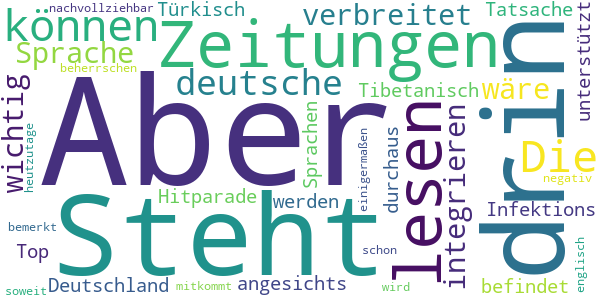 nachvollziehbar
Türkisch
Tatsache
können
verbreitet
Zeitungen
Sprache
beherrschen
deutsche
unterstützt
Tibetanisch
wäre
wichtig
Aber
drin
heutzutage
Sprachen
einigermaßen
durchaus
lesen
integrieren
Die
negativ
Hitparade
werden
Steht
Infektions
bemerkt
Top
schon
englisch
Deutschland
angesichts
befindet
soweit
mitkommt
wird